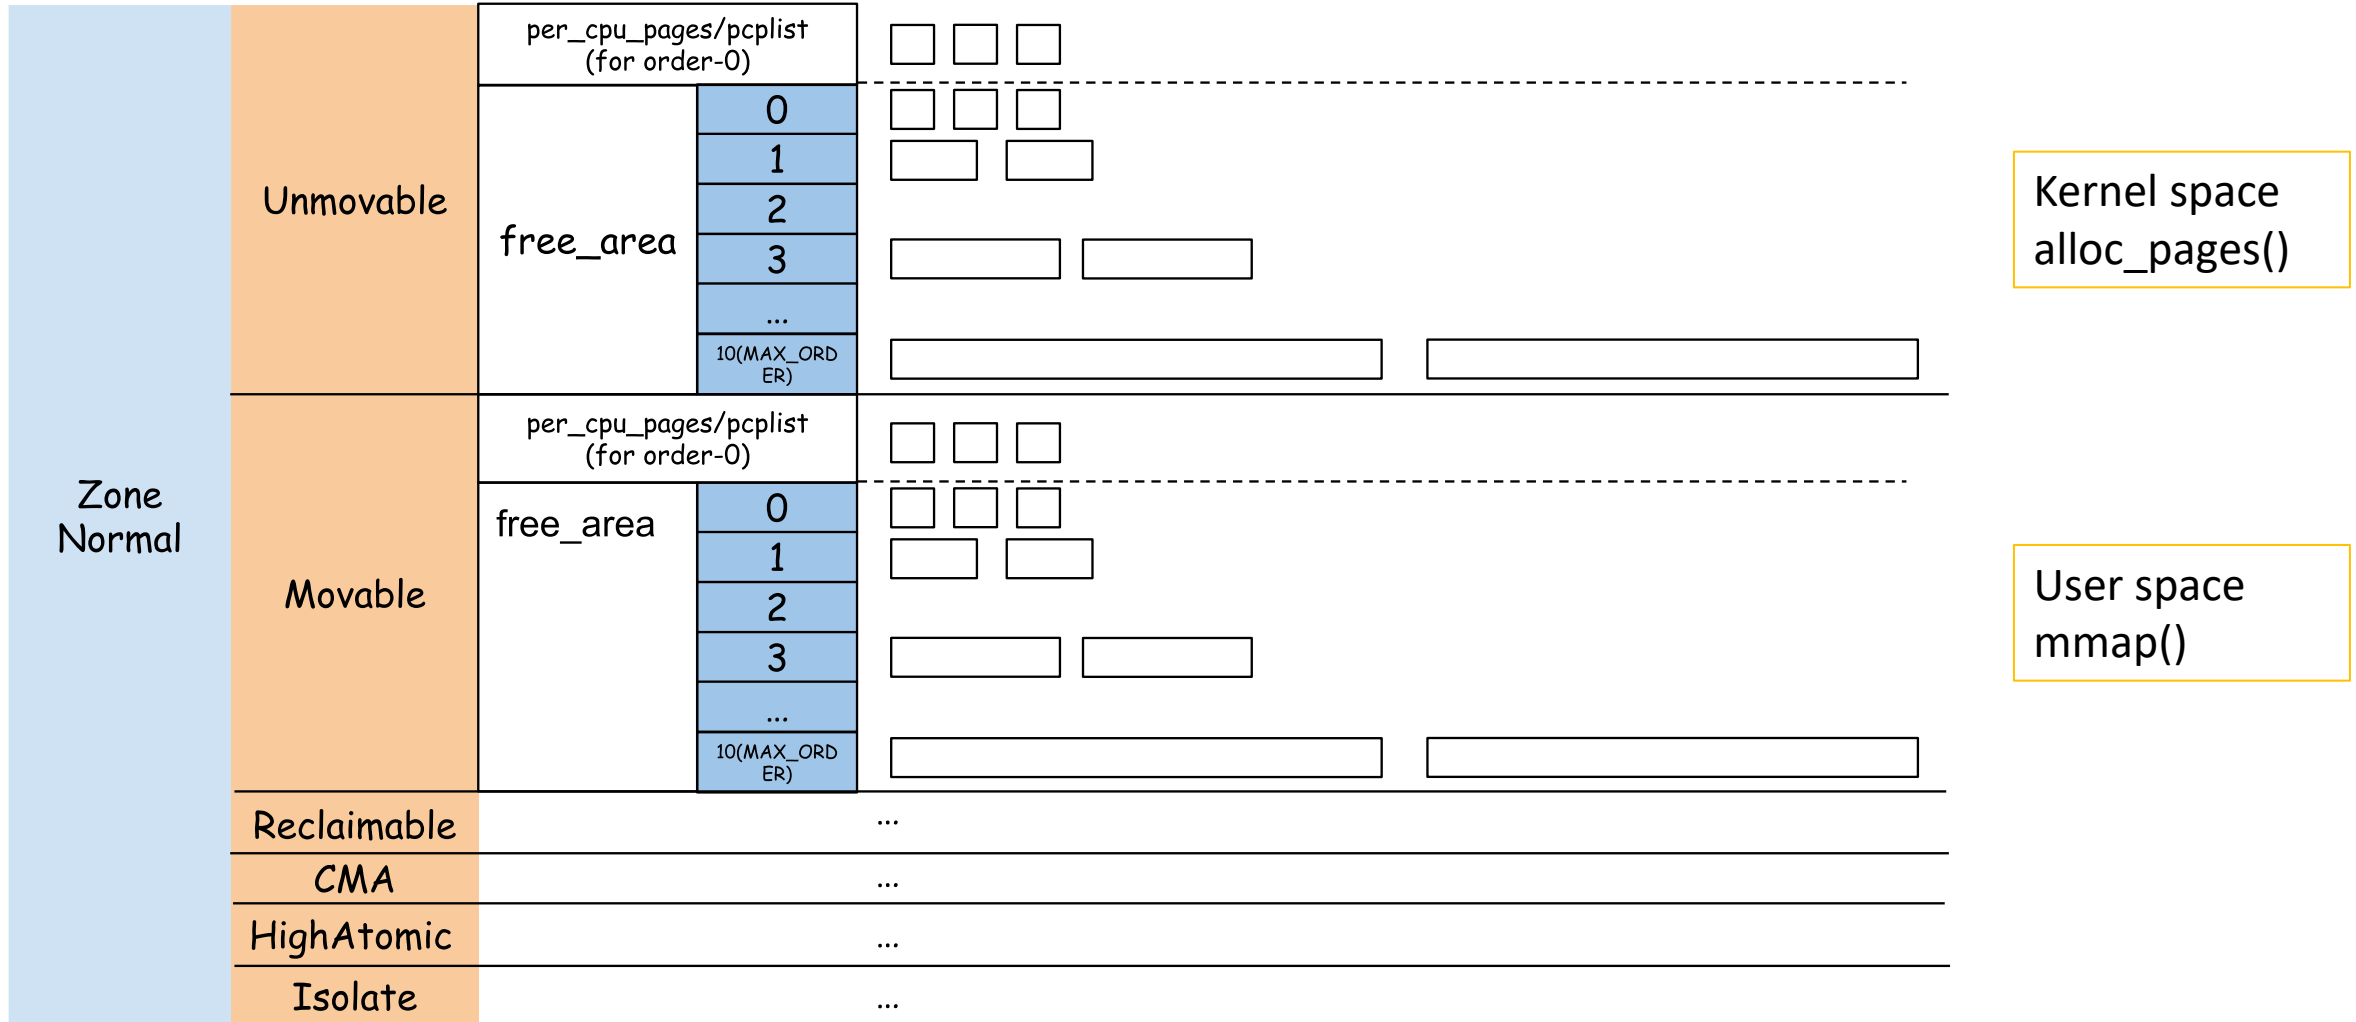 Zone
Normal
Unmovable
per_cpu_pages/pcplist
(for order-0)
free_area
0
1
2
3
...
10(MAX_ORD
ER)
Kernel space
alloc_pages()
Movable
per_cpu_pages/pcplist
(for order-0)
free_area
0
1
2
3
...
10(MAX_ORD
ER)
User space
mmap()
Reclaimable
...
CMA
...
HighAtomic
...
Isolate
...